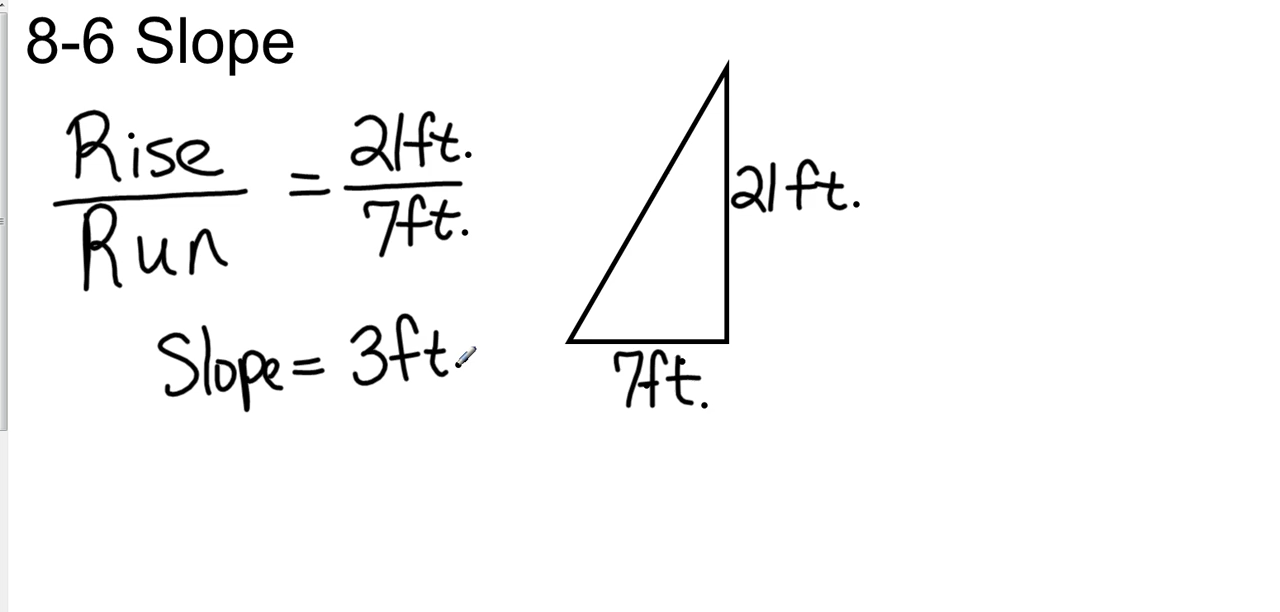 8-6 Slope
Rise
Run
=
21ft.
7ft.
Slope = 3ft.
21ft.
7ft.